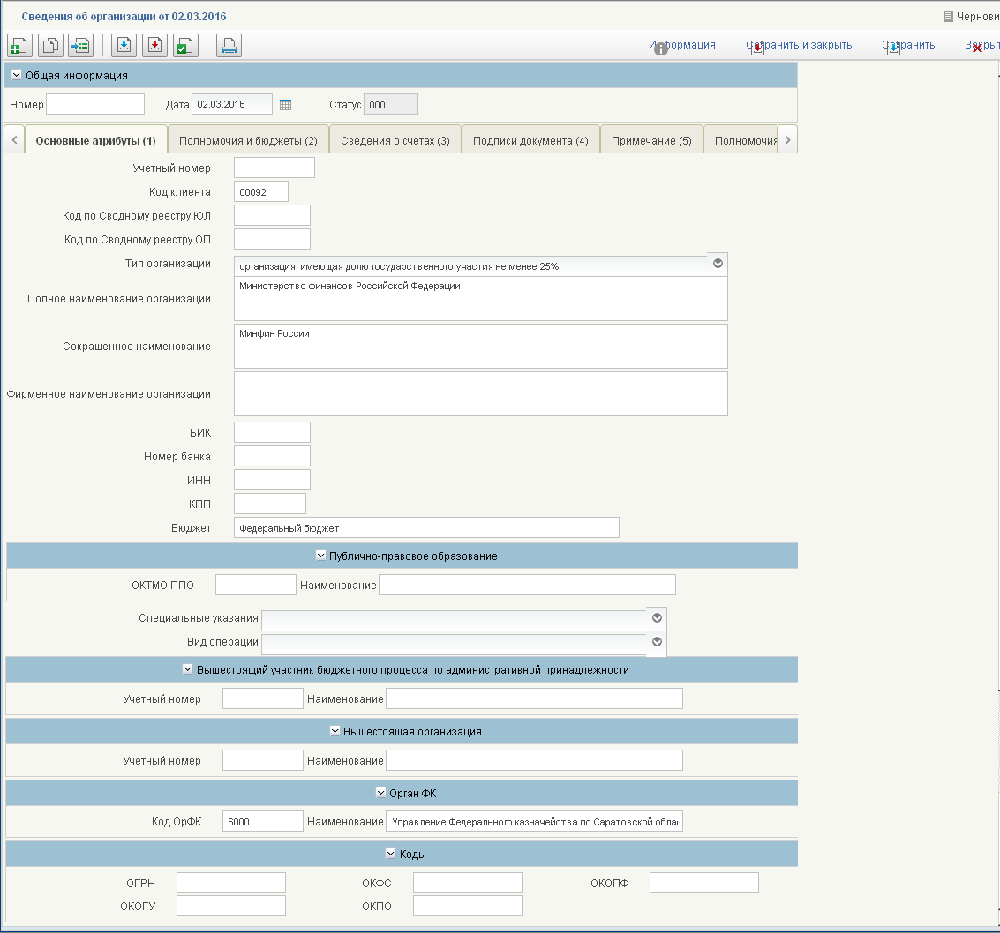 Сведения об организации от 02.03.2016
Чернови
Информация Сохранить и закрыть Сохранить Закрыт
Общая информация
Номер Дата 02.03.2016 Статус 000
Основные атрибуты (1) Полномочия и бюджеты (2) Сведения о счетах (3) Подписи документа (4) Примечание (5) Полномочия
Учетный номер
Код клиента 00092
Код по Сводному реестру ЮЛ
Код по Сводному реестру ОП
Тип организации организация, имеющая долю государственного участия не менее 25%
Полное наименование организации Министерство финансов Российской Федерации
Сокращенное наименование Минфин России
Фирменное наименование организации
БИК
Номер банка
ИНН
КПП
Бюджет Федеральный бюджет
Публично-правовое образование
ОКТМО ППО Наименование
Специальные указания
Вид операции
Вышестоящий участник бюджетного процесса по административной принадлежности
Учетный номер Наименование
Вышестоящая организация
Учетный номер Наименование
Орган ФК
Код ОрФК 6000 Наименование Управление Федерального казначейства по Саратовской обла
Коды
ОГРН ОКФС ОКОПФ
ОКОГУ ОКПО